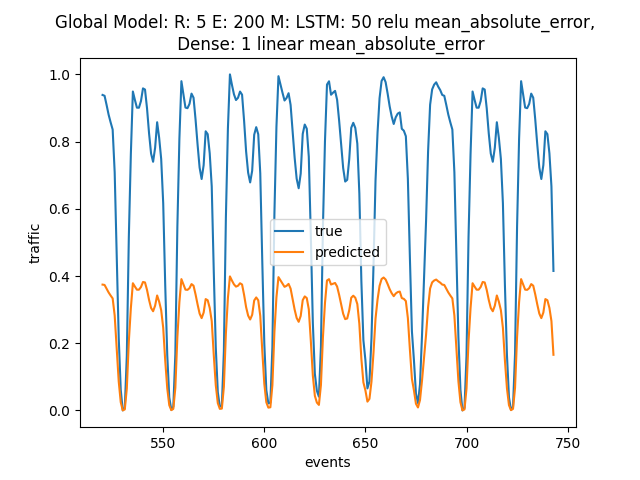 Global Model: R: 5 E: 200 M: LSTM: 50 relu mean_absolute_error,
Dense: 1 linear mean_absolute_error
1.0
0.8
0.6
0.4
0.2
0.0
traffic
true
predicted
550
600
650
700
750
events